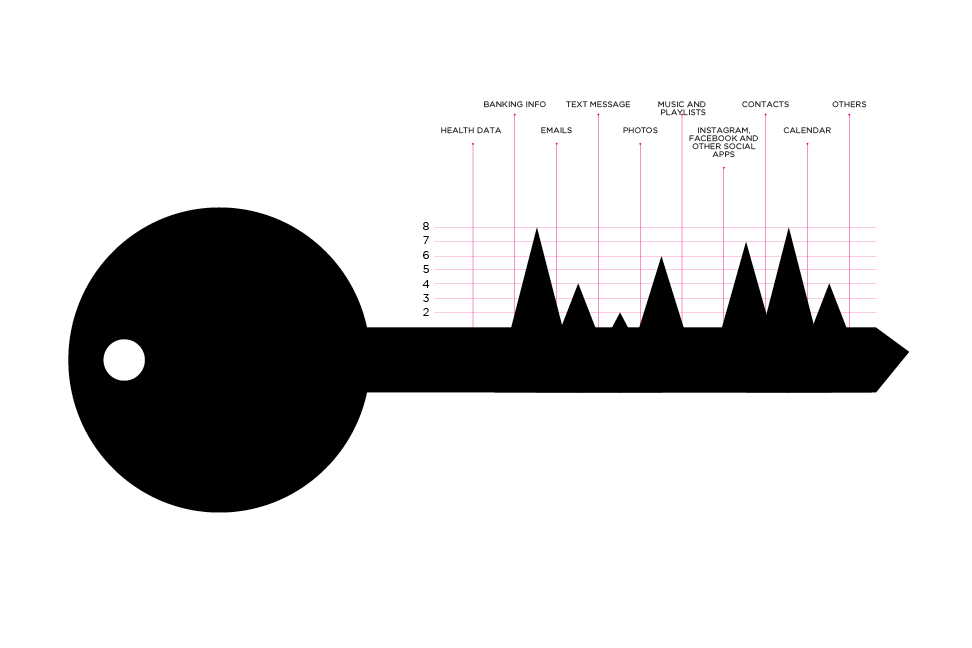 BANKING INFO
TEXT MESSAGE
MUSIC AND
PLAYLISTS
CONTACTS
OTHERS
HEALTH DATA
EMAILS
PHOTOS
INSTAGRAM,
FACEBOOK AND
OTHER SOCIAL
APPS
CALENDAR
8
7
6
5
4
3
2